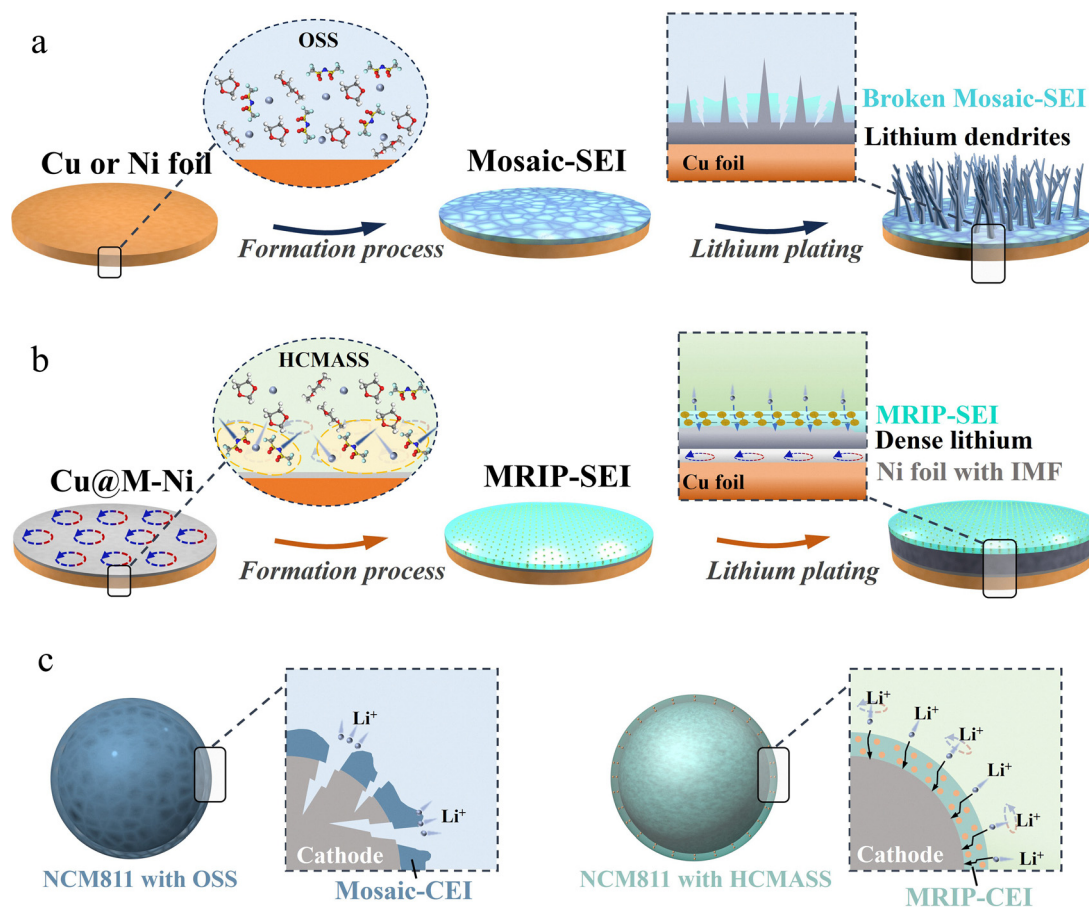 a
OSS
Cu or Ni foil
Formation process
Mosaic-SEI
Lithium plating
Cu foil
Broken Mosaic-SEI
Lithium dendrites
b
HCMASS
Cu@M-Ni
Formation process
MRIP-SEI
Lithium plating
Cu foil
MRIP-SEI
Dense lithium
Ni foil with IMF
c
NCM811 with OSS
Li⁺
Li⁺
Cathode
Mosaic-CEI
NCM811 with HCMASS
Li⁺
Li⁺
Li⁺
Li⁺
Li⁺
Li⁺
Cathode
MRIP-CEI